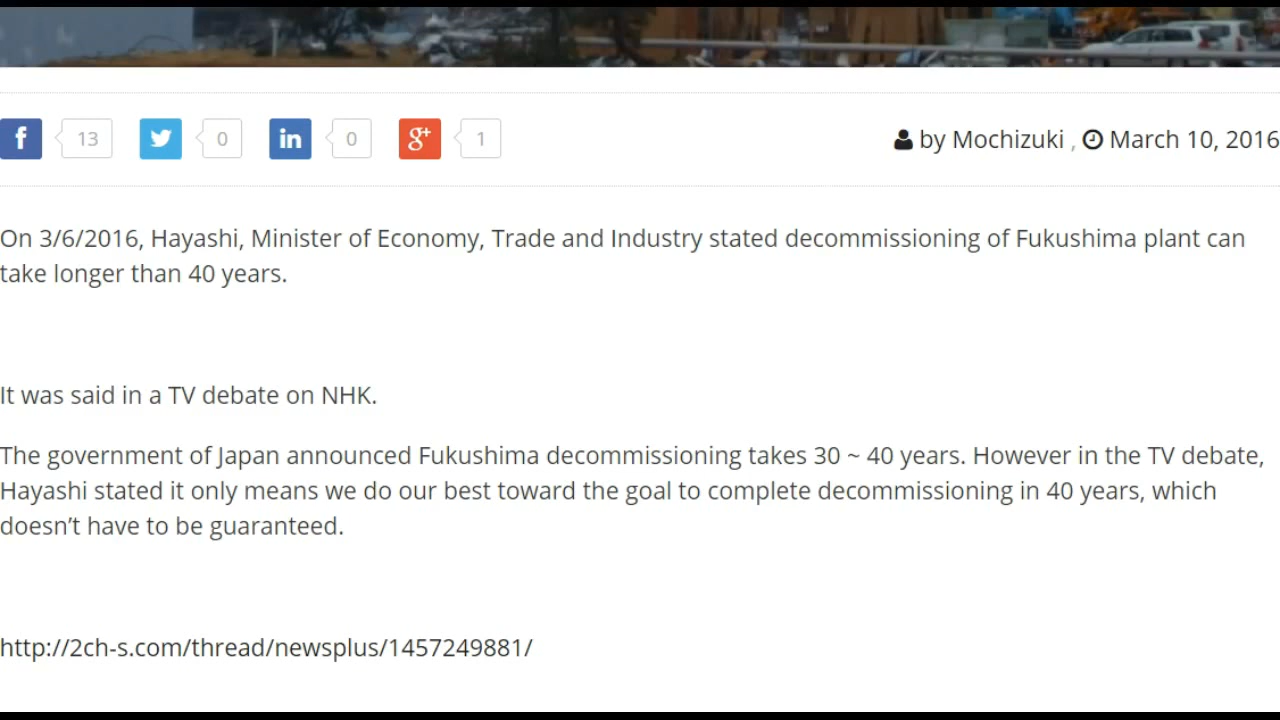 f 13 0 in 0 g+ 1 by Mochizuki , March 10, 2016
On 3/6/2016, Hayashi, Minister of Economy, Trade and Industry stated decommissioning of Fukushima plant can
take longer than 40 years.
It was said in a TV debate on NHK.
The government of Japan announced Fukushima decommissioning takes 30 ~ 40 years. However in the TV debate,
Hayashi stated it only means we do our best toward the goal to complete decommissioning in 40 years, which
doesn’t have to be guaranteed.
http://2ch-s.com/thread/newsplus/1457249881/